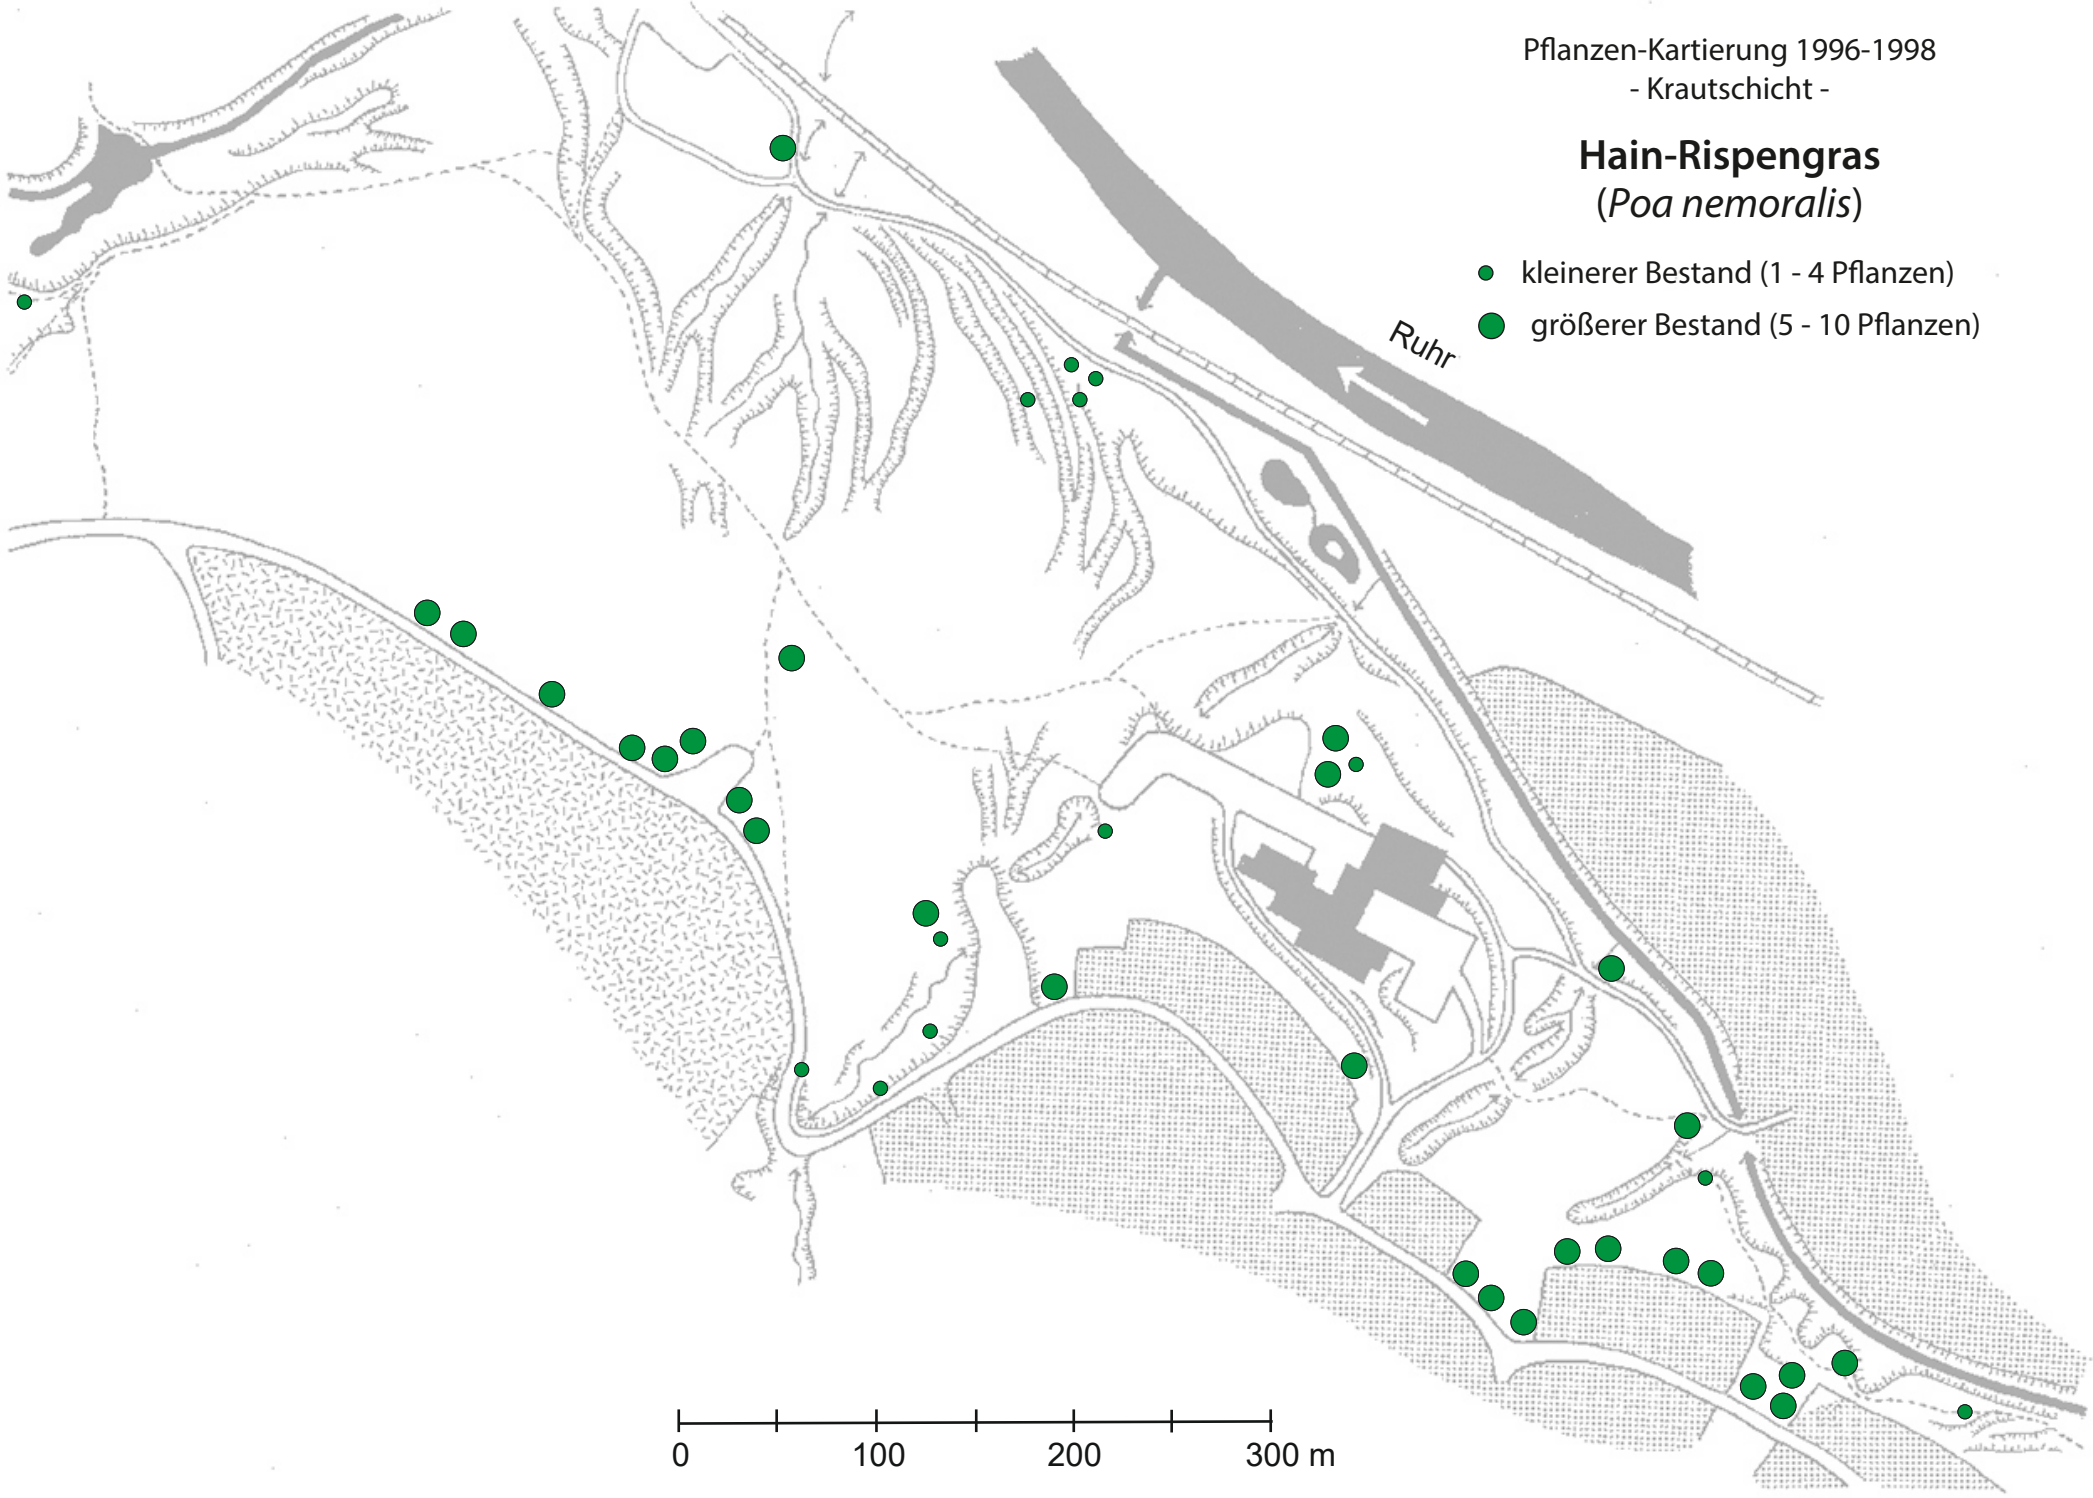 Pflanzen-Kartierung 1996-1998
- Krautschicht -
Hain-Rispengras
(Poa nemoralis)
kleinerer Bestand (1 - 4 Pflanzen)
größerer Bestand (5 - 10 Pflanzen)
Ruhr
0 100 200 300 m